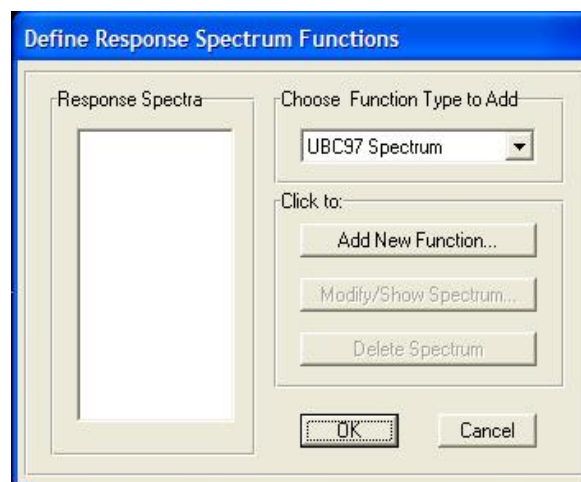 Define Response Spectrum Functions
Response Spectra
Choose Function Type to Add
UBC97 Spectrum
Click to:
Add New Function...
Modify/Show Spectrum...
Delete Spectrum
OK
Cancel